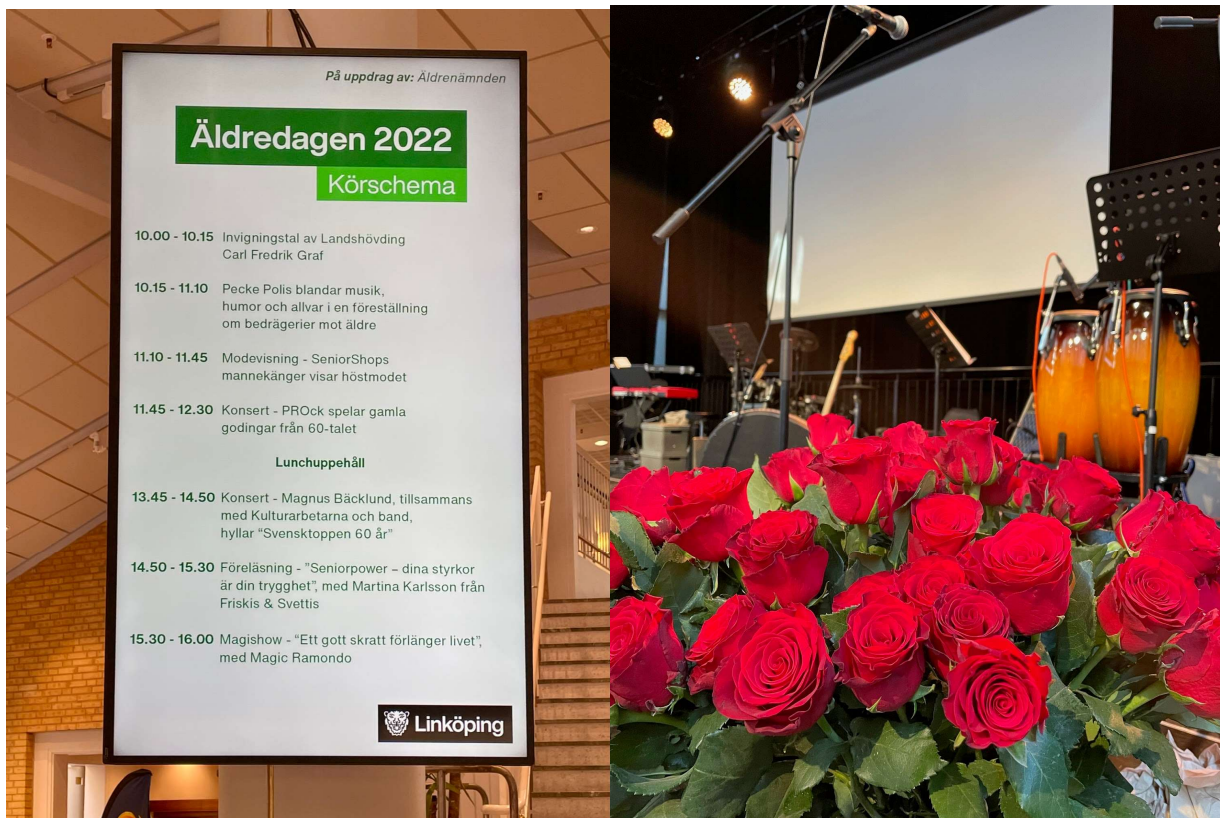 På uppdrag av: Äldrenämnden
Äldredagen 2022
Körschema
10.00 - 10.15 Invigningstal av Landshövding
Carl Fredrik Graf
10.15 - 11.10 Pecke Polis blandar musik,
humor och allvar i en föreställning
om bedrägerier mot äldre
11.10 - 11.45 Modevisning - SeniorShops
mannekänger visar höstmodet
11.45 - 12.30 Konsert - PROck spelar gamla
godingar från 60-talet
Lunchuppehåll
13.45 - 14.50 Konsert - Magnus Bäcklund, tillsammans
med Kulturarbetarna och band,
hyllar “Svensktoppen 60 år”
14.50 - 15.30 Föreläsning - ”Seniorpower – dina styrkor
är din trygghet”, med Martina Karlsson från
Friskis & Svettis
15.30 - 16.00 Magishow - “Ett gott skratt förlänger livet”,
med Magic Ramondo
Linköping